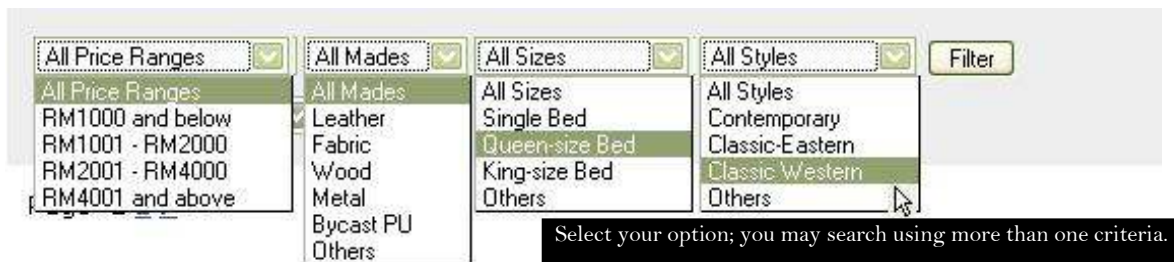 All Price Ranges
All Price Ranges
RM1000 and below
RM1001 - RM2000
RM2001 - RM4000
RM4001 and above
All Mades
All Mades
Leather
Fabric
Wood
Metal
Bycast PU
Others
All Sizes
All Sizes
Single Bed
Queen-size Bed
King-size Bed
Others
All Styles
All Styles
Contemporary
Classic-Eastern
Classic Western
Others
Filter
Select your option; you may search using more than one criteria.